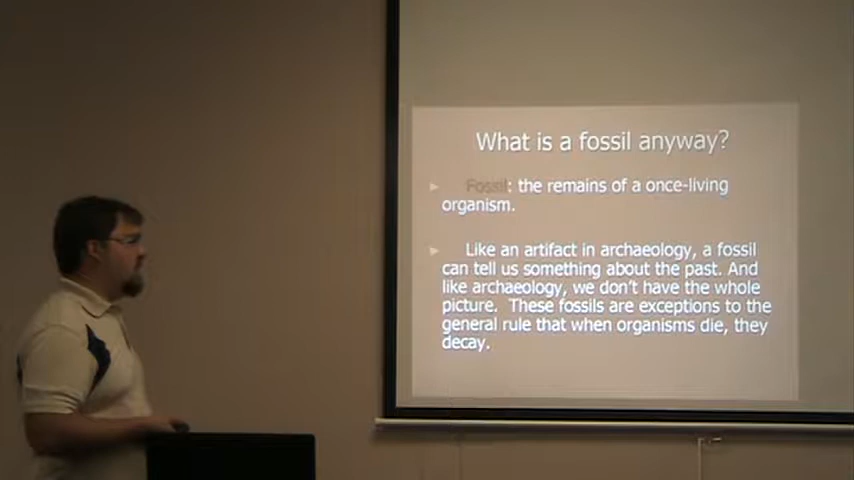 What is a fossil anyway?
Fossil: the remains of a once-living
organism.
Like an artifact in archaeology, a fossil
can tell us something about the past. And
like archaeology, we don't have the whole
picture. These fossils are exceptions to the
general rule that when organisms die, they
decay.